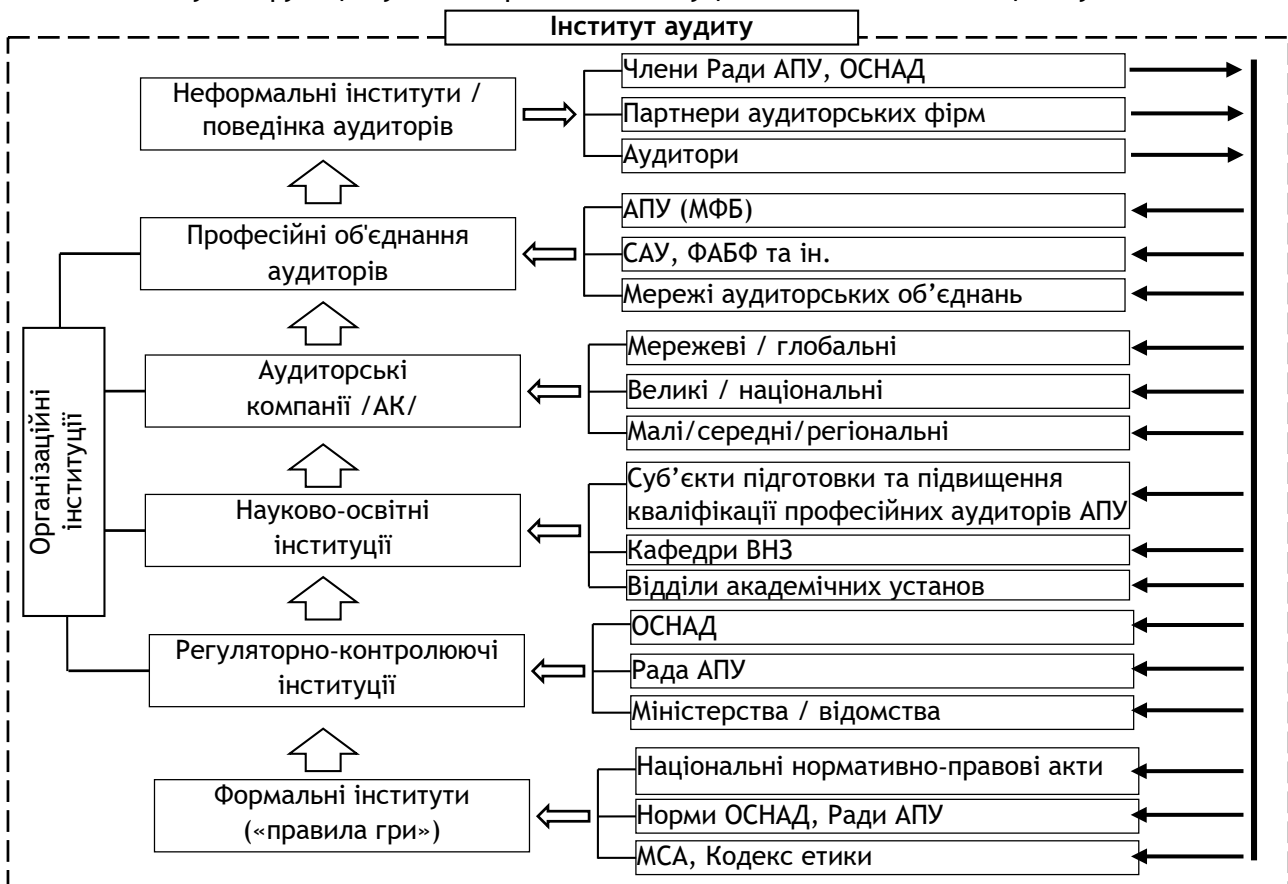 Інститут аудиту
Неформальні інститути /
поведінка аудиторів
Члени Ради АПУ, ОСНАД
Партнери аудиторських фірм
Аудитори
Професійні об'єднання
аудиторів
АПУ (МФБ)
САУ, ФАБФ та ін.
Мережі аудиторських об’єднань
Організаційні
інституції
Аудиторські
компанії /АК/
Мережеві / глобальні
Великі / національні
Малі/середні/регіональні
Науково-освітні
інституції
Суб’єкти підготовки та підвищення
кваліфікації професійних аудиторів АПУ
Кафедри ВНЗ
Відділи академічних установ
Регуляторно-контролюючі
інституції
ОСНАД
Рада АПУ
Міністерства / відомства
Формальні інститути
(«правила гри»)
Національні нормативно-правові акти
Норми ОСНАД, Ради АПУ
МСА, Кодекс етики